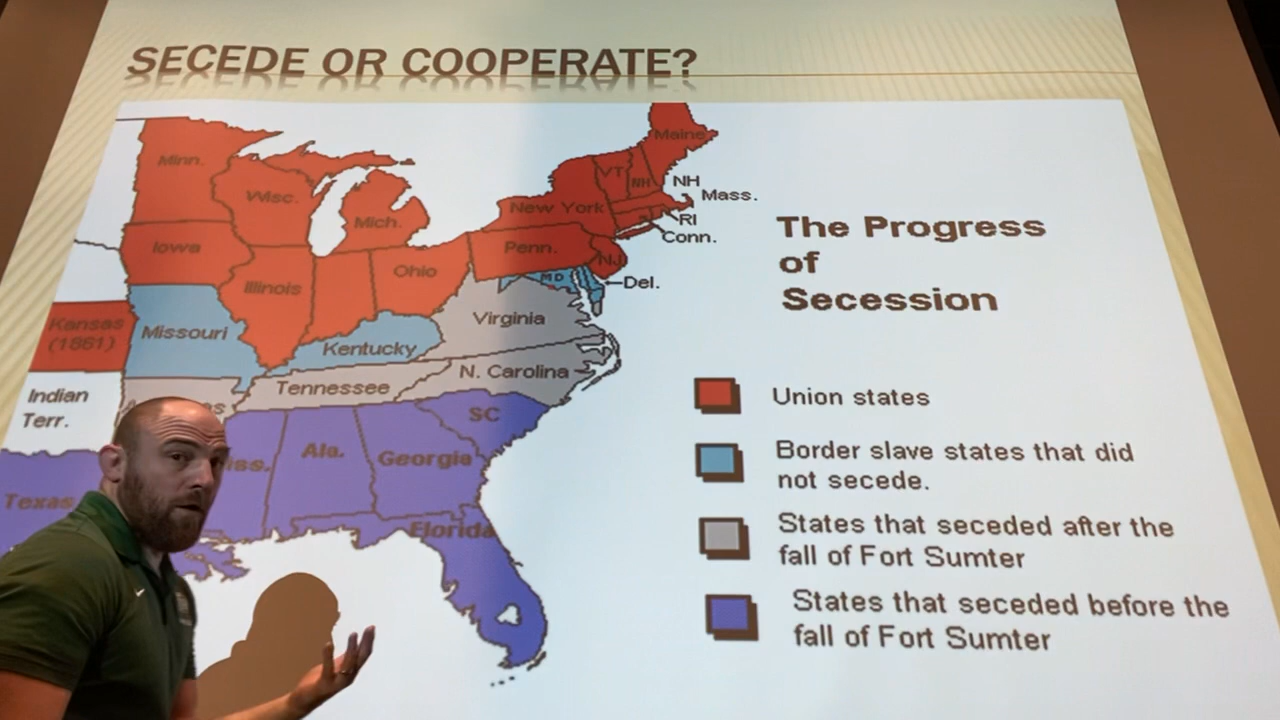 SECEDE OR COOPERATE?
Maine
Minn.
VT
NH
NH
Wisc.
Mass.
New York
Mich.
RI
Conn.
The Progress
of
Secession
Iowa
Penn.
NJ
Ohio
MD
Del.
Illinois
Kansas
(1861)
Missouri
Virginia
Kentucky
N. Carolina
Tennessee
Indian
Terr.
SC
Ala.
Georgia
Texas
Florida
Union states
Border slave states that did
not secede.
States that seceded after the
fall of Fort Sumter
States that seceded before the
fall of Fort Sumter